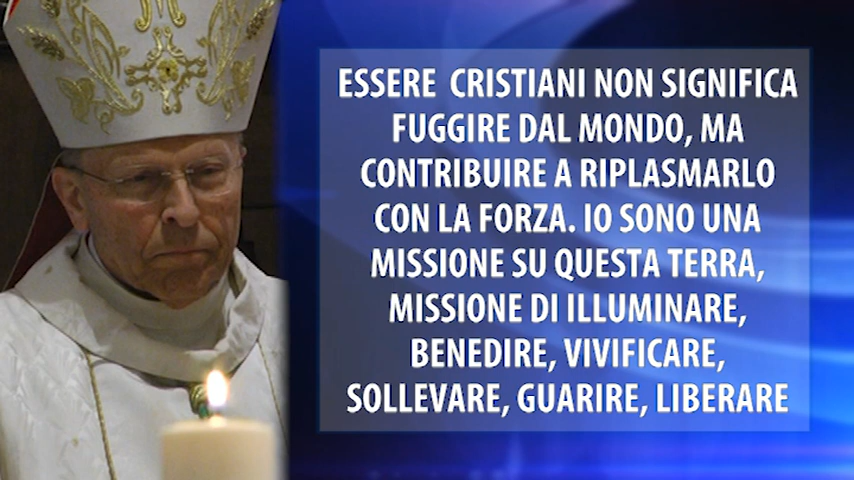 ESSERE CRISTIANI NON SIGNIFICA
FUGGIRE DAL MONDO, MA
CONTRIBUIRE A RIPLASMARLO
CON LA FORZA. IO SONO UNA
MISSIONE SU QUESTA TERRA,
MISSIONE DI ILLUMINARE,
BENEDIRE, VIVIFICARE,
SOLLEVARE, GUARIRE, LIBERARE